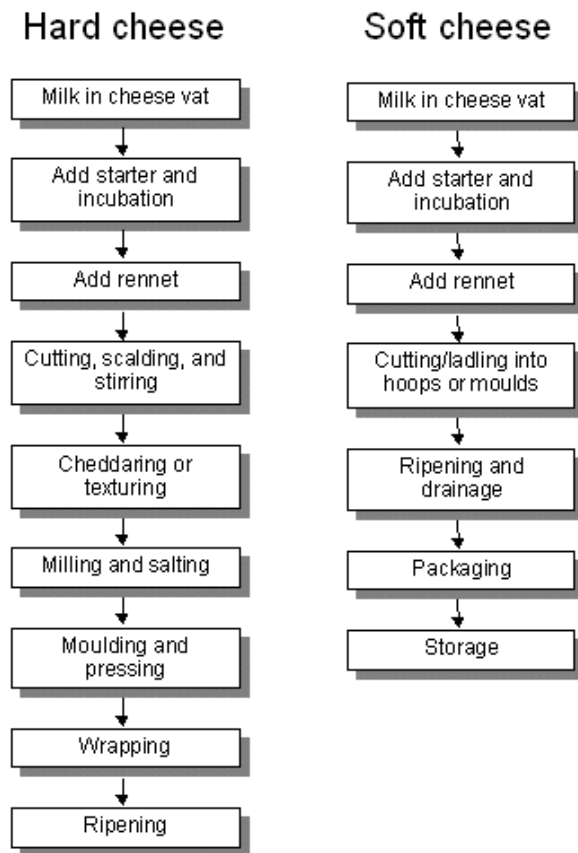 Hard cheese
Milk in cheese vat
Add starter and
incubation
Add rennet
Cutting, scalding, and
stirring
Cheddaring or
texturing
Milling and salting
Moulding and
pressing
Wrapping
Ripening
Soft cheese
Milk in cheese vat
Add starter and
incubation
Add rennet
Cutting/ladling into
hoops or moulds
Ripening and
drainage
Packaging
Storage